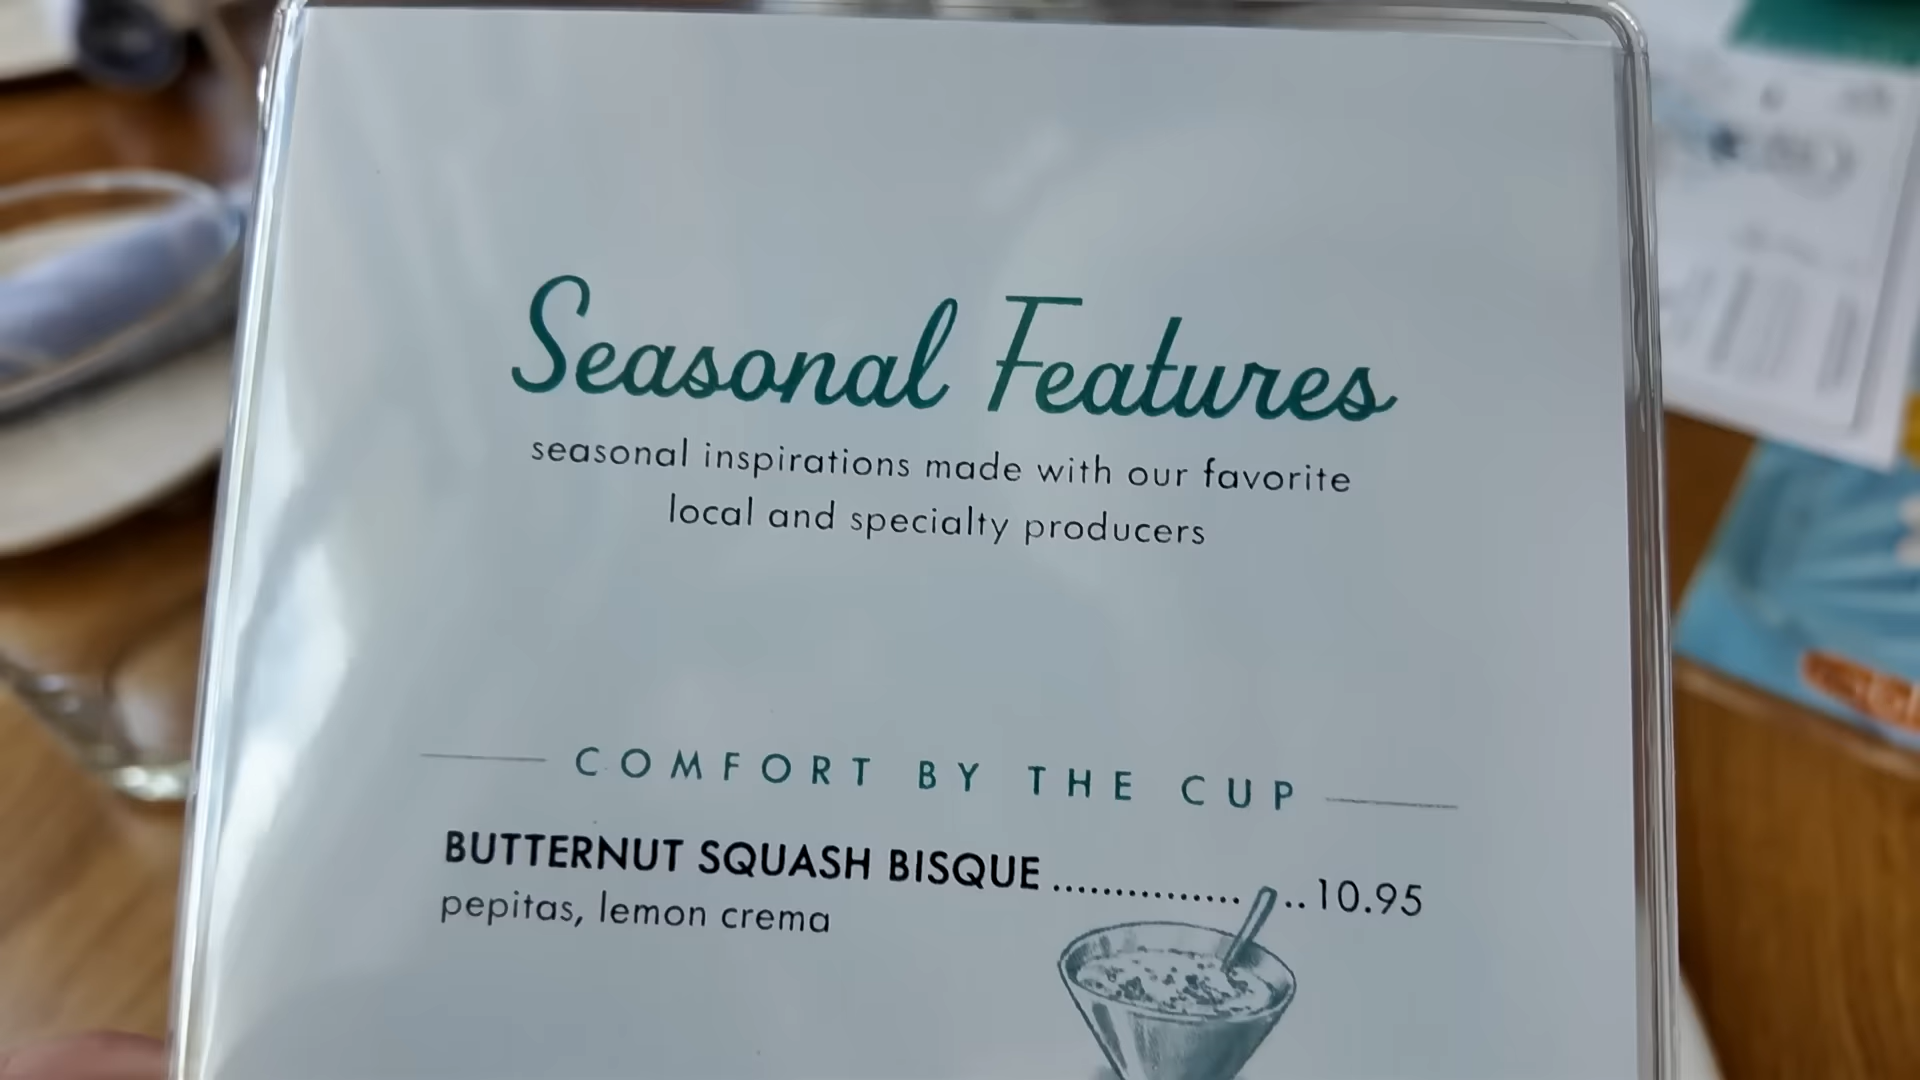 Seasonal Features
seasonal inspirations made with our favorite
local and specialty producers
COMFORT BY THE CUP
BUTTERNUT SQUASH BISQUE .................. 10.95
pepitas, lemon crema